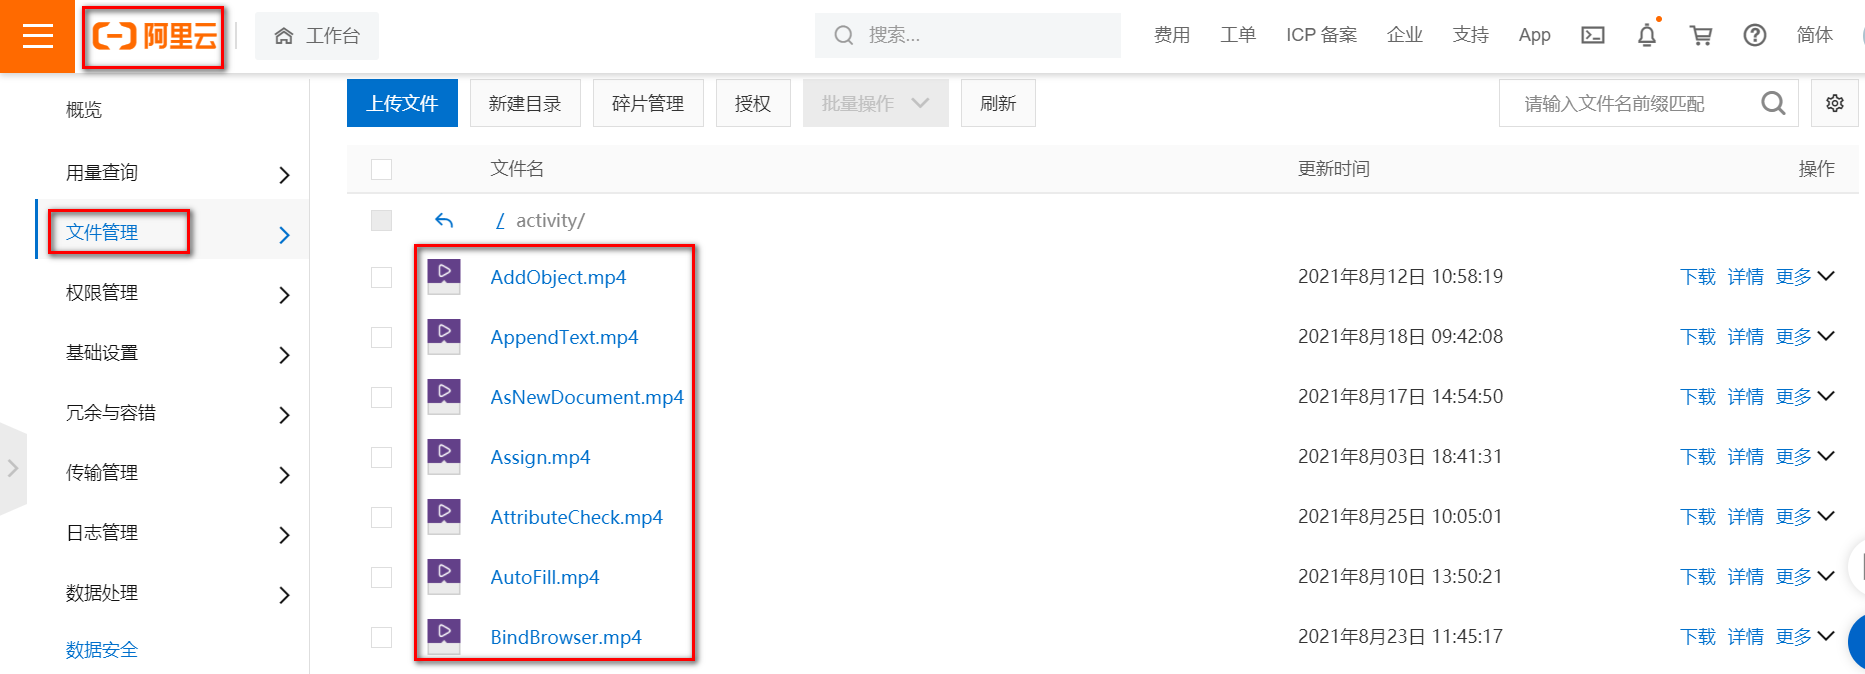 阿里云 工作台 搜索... 费用 工单 ICP 备案 企业 支持 App 简体
概览
用量查询
文件管理
权限管理
基础设置
冗余与容错
传输管理
日志管理
数据处理
数据安全
上传文件 新建目录 碎片管理 授权 批量操作 刷新 请输入文件名前缀匹配
文件名 更新时间 操作
/ activity/
AddObject.mp4 2021年8月12日 10:58:19 下载 详情 更多
AppendText.mp4 2021年8月18日 09:42:08 下载 详情 更多
AsNewDocument.mp4 2021年8月17日 14:54:50 下载 详情 更多
Assign.mp4 2021年8月03日 18:41:31 下载 详情 更多
AttributeCheck.mp4 2021年8月25日 10:05:01 下载 详情 更多
AutoFill.mp4 2021年8月10日 13:50:21 下载 详情 更多
BindBrowser.mp4 2021年8月23日 11:45:17 下载 详情 更多